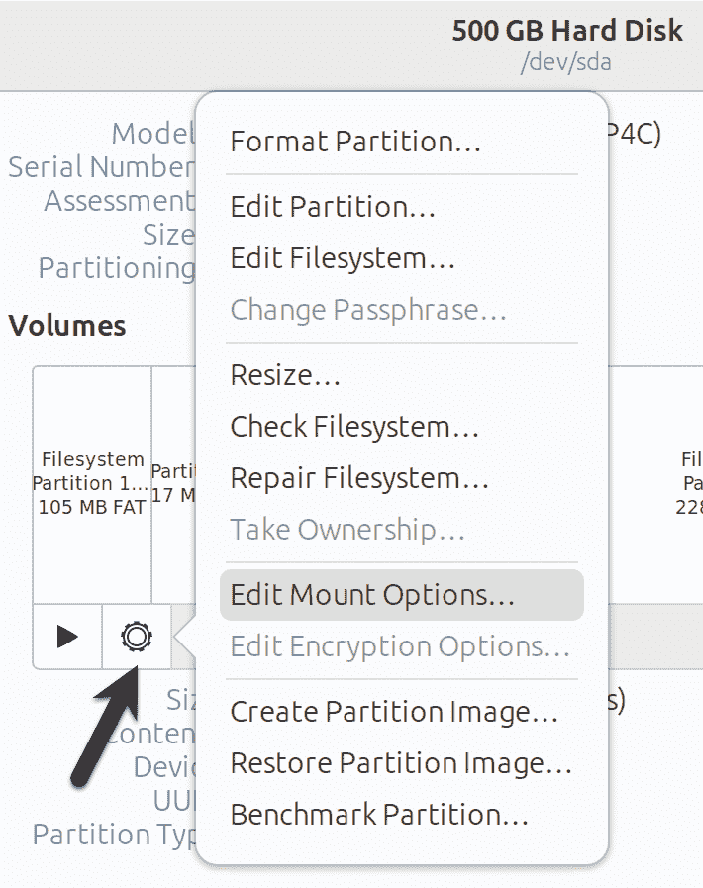 500 GB Hard Disk
/dev/sda
Model
P4C)
Serial Number
Assessment
Size
Partitioning
Volumes
Format Partition...
Edit Partition...
Edit Filesystem...
Change Passphrase...
Resize...
Check Filesystem...
Repair Filesystem...
Take Ownership...
Edit Mount Options...
Edit Encryption Options...
Create Partition Image...
Restore Partition Image...
Benchmark Partition...
Filesystem
Partition 1...
105 MB FAT
Parti
17 M
Fil
Pa
228
Siz
s)
Conten
Devic
UUI
Partition Typ